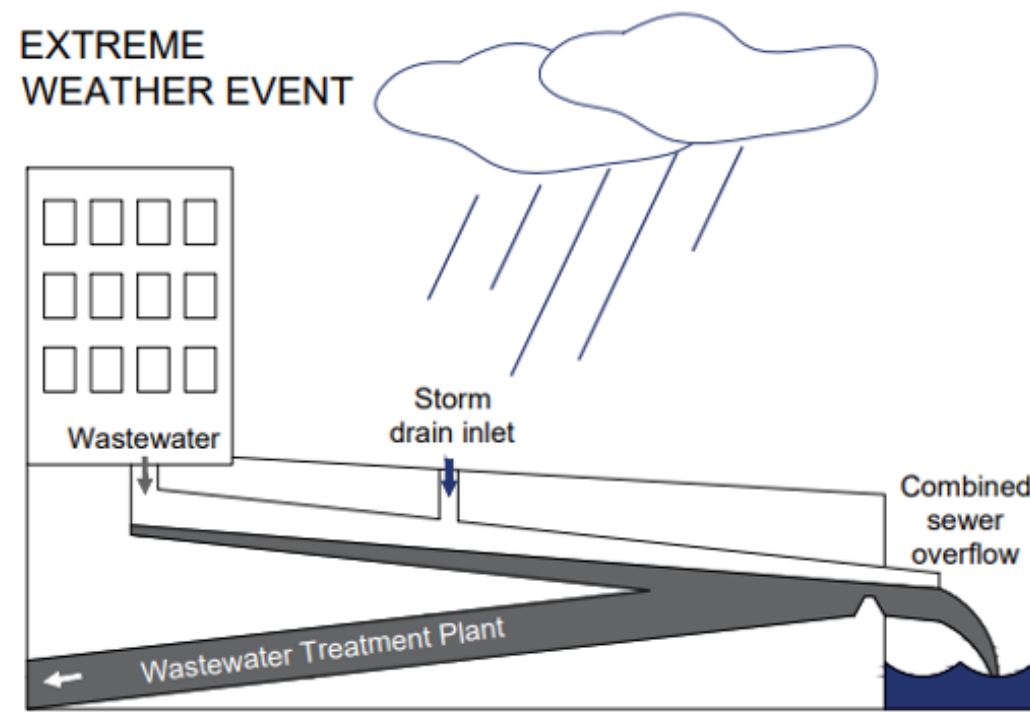 EXTREME
WEATHER EVENT
Wastewater
Storm
drain inlet
Combined
sewer
overflow
Wastewater Treatment Plant